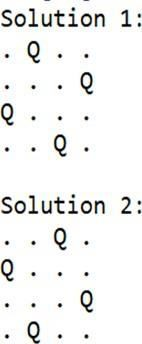 Solution 1:
. Q . .
. . . Q
Q . . .
. . Q .

Solution 2:
. . Q .
Q . . .
. . . Q
. Q . .